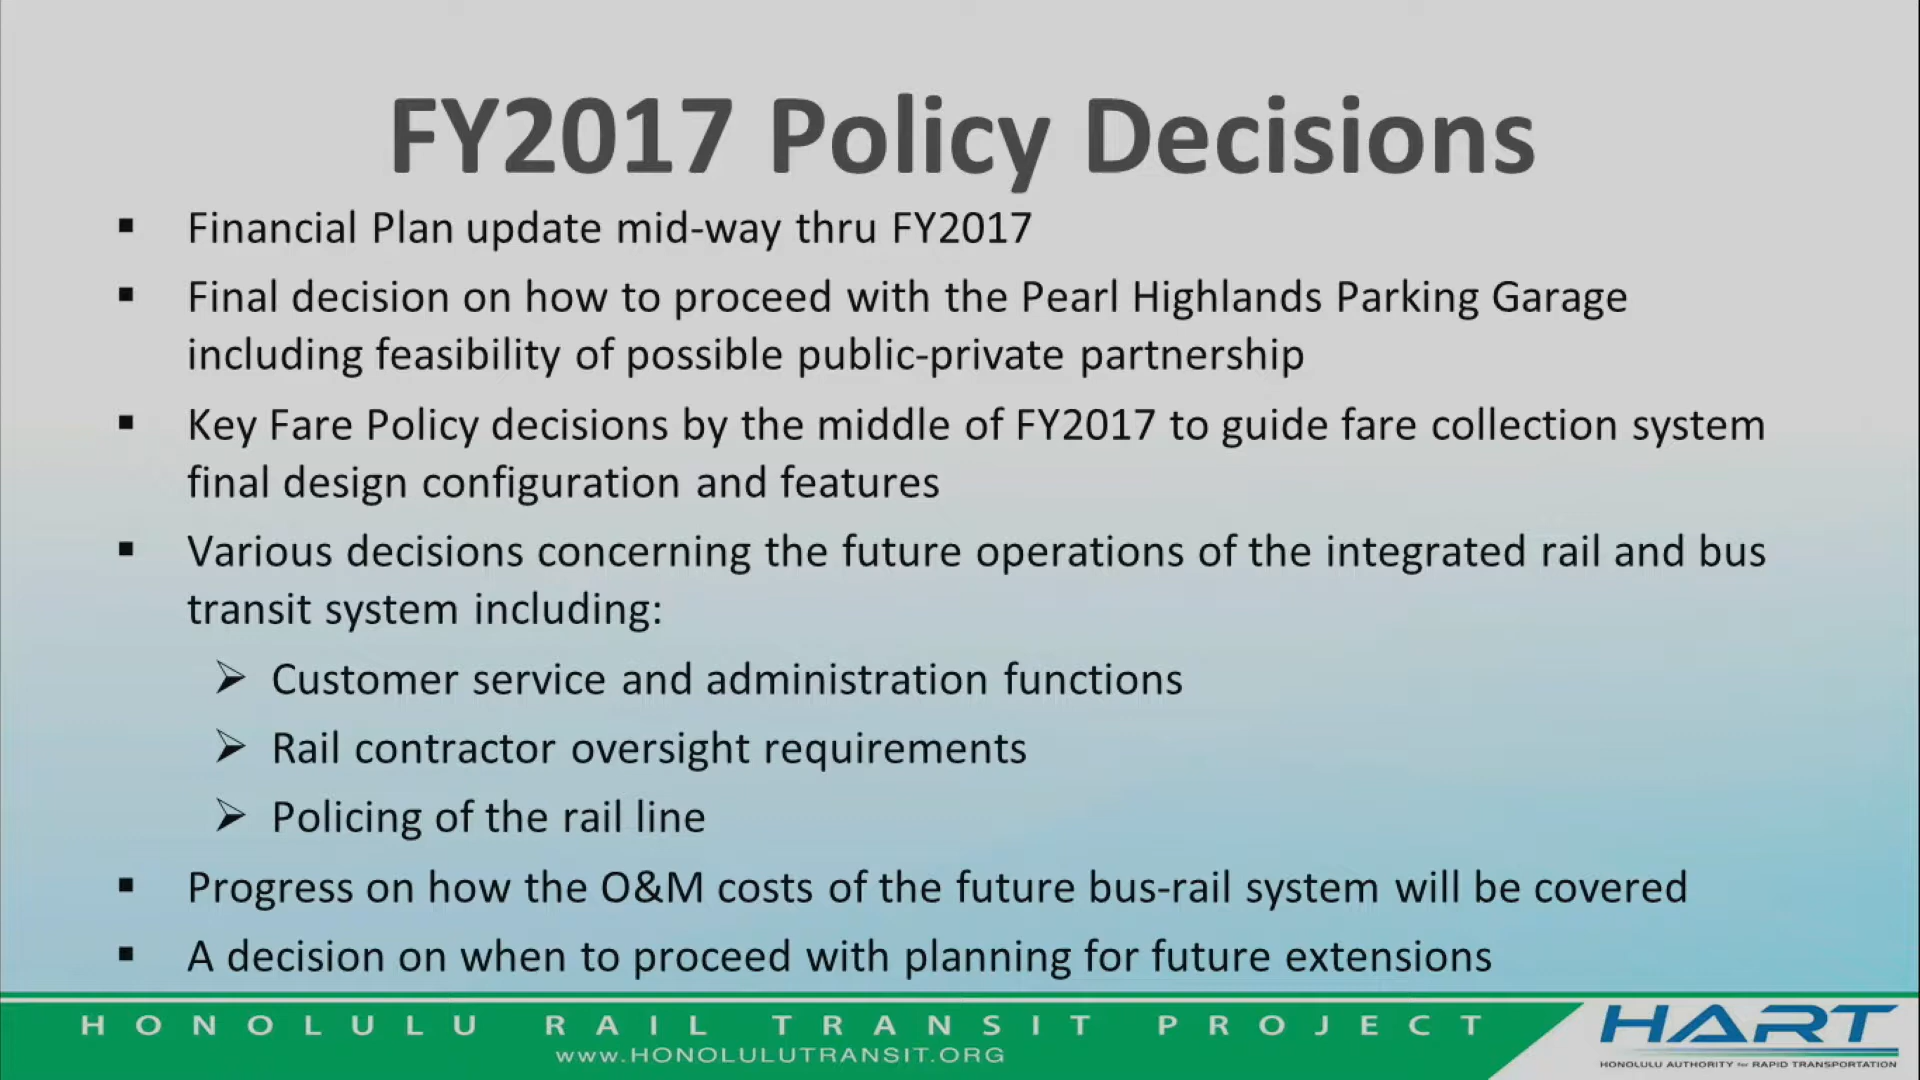 FY2017 Policy Decisions
▪ Financial Plan update mid-way thru FY2017
▪ Final decision on how to proceed with the Pearl Highlands Parking Garage
including feasibility of possible public-private partnership
▪ Key Fare Policy decisions by the middle of FY2017 to guide fare collection system
final design configuration and features
▪ Various decisions concerning the future operations of the integrated rail and bus
transit system including:
➢ Customer service and administration functions
➢ Rail contractor oversight requirements
➢ Policing of the rail line
▪ Progress on how the O&M costs of the future bus-rail system will be covered
▪ A decision on when to proceed with planning for future extensions
HONOLULU RAIL TRANSIT PROJECT
www.HONOLULUTRANSIT.ORG
HART
HONOLULU AUTHORITY for RAPID TRANSPORTATION